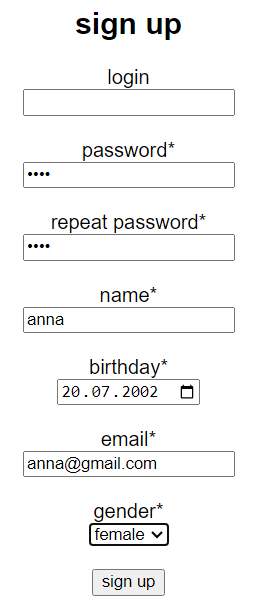 sign up
login
password*
••••
repeat password*
••••
name*
anna
birthday*
20.07.2002
email*
anna@gmail.com
gender*
female
sign up